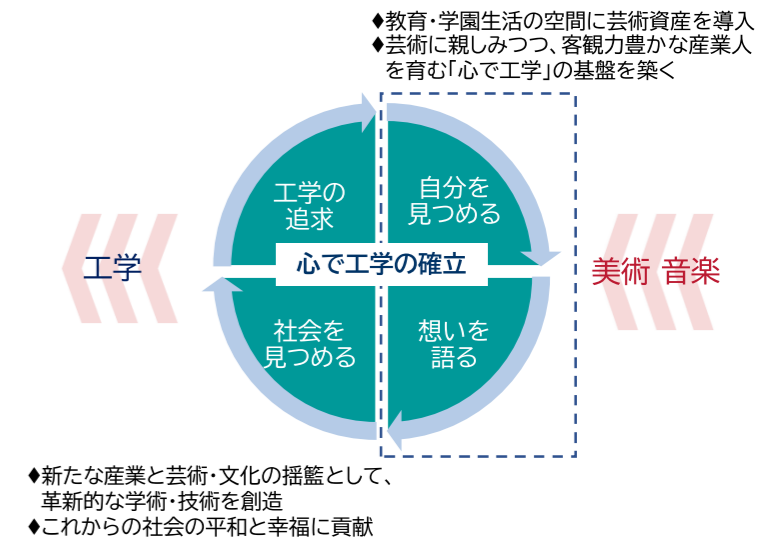 ♦教育・学園生活の空間に芸術資産を導入
♦芸術に親しみつつ、客観力豊かな産業人
を育む「心で工学」の基盤を築く
工学の
追求
自分を
見つめる
工学
心で工学の確立
美術 音楽
社会を
見つめる
想いを
語る
♦新たな産業と芸術・文化の揺籃として、
革新的な学術・技術を創造
♦これからの社会の平和と幸福に貢献